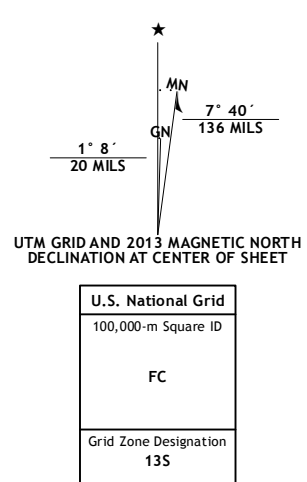 ★
MN
7° 40´
136 MILS
GN
1° 8´
20 MILS
UTM GRID AND 2013 MAGNETIC NORTH
DECLINATION AT CENTER OF SHEET
U.S. National Grid
100,000-m Square ID
FC
Grid Zone Designation
13S